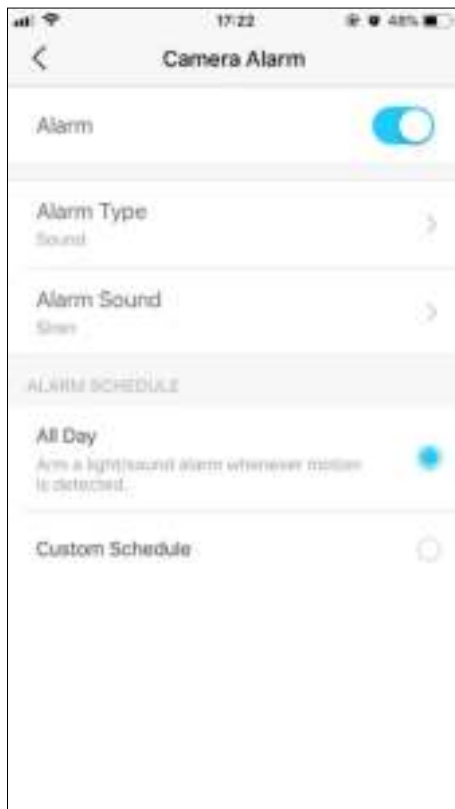 17:22
48%
Camera Alarm
Alarm
Alarm Type
Sound
Alarm Sound
Siren
ALARM SCHEDULE
All Day
Arm a light/sound alarm whenever motion
is detected.
Custom Schedule